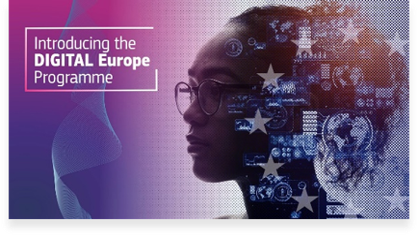 Introducing the
DIGITAL Europe
Programme